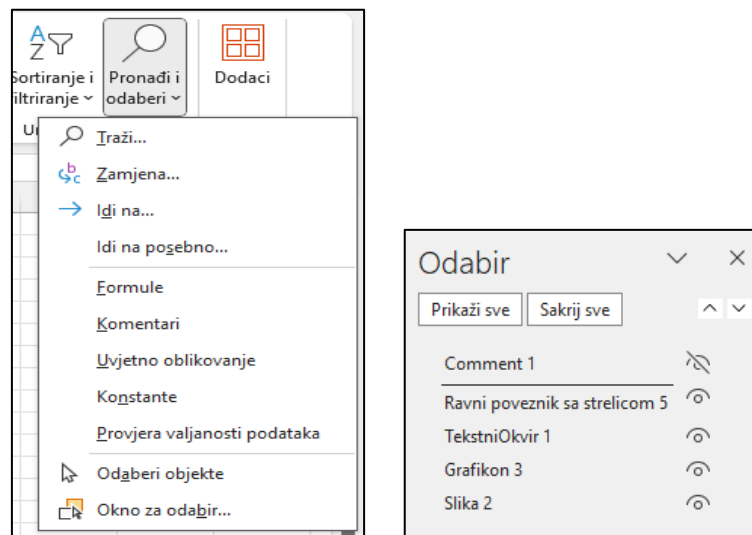 Sortiranje i
filtriranje
Pronađi i
odaberi
Dodaci
Traži...
Zamjena...
Idi na...
Idi na posebno...
Formule
Komentari
Uvjetno oblikovanje
Konstante
Provjera valjanosti podataka
Odaberi objekte
Okno za odabir...
Odabir
Prikaži sve
Sakrij sve
Comment 1
Ravni poveznik sa strelicom 5
TekstniOkvir 1
Grafikon 3
Slika 2